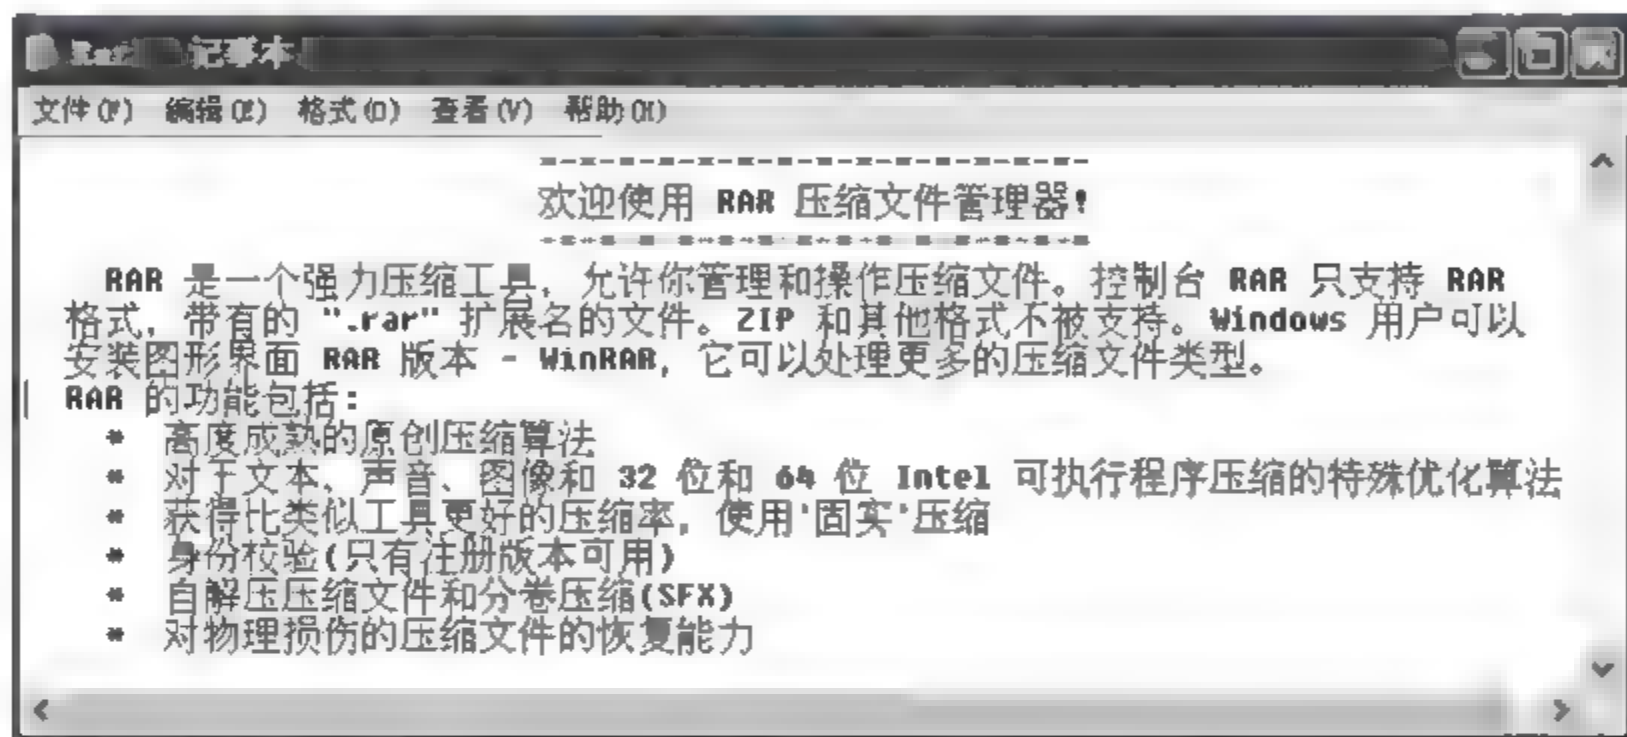 Rar 记事本
文件(F) 编辑(E) 格式(O) 查看(V) 帮助(H)
欢迎使用 RAR 压缩文件管理器!
RAR 是一个强力压缩工具, 允许你管理和操作压缩文件。控制台 RAR 只支持 RAR
格式, 带有的 ".rar" 扩展名的文件。ZIP 和其他格式不被支持。Windows 用户可以
安装图形界面 RAR 版本 - WinRAR, 它可以处理更多的压缩文件类型。
RAR 的功能包括:
* 高度成熟的原创压缩算法
* 对于文本、声音、图像和 32 位和 64 位 Intel 可执行程序压缩的特殊优化算法
* 获得比类似工具更好的压缩率, 使用'固实'压缩
* 身份校验(只有注册版本可用)
* 自解压压缩文件和分卷压缩(SFX)
* 对物理损伤的压缩文件的恢复能力